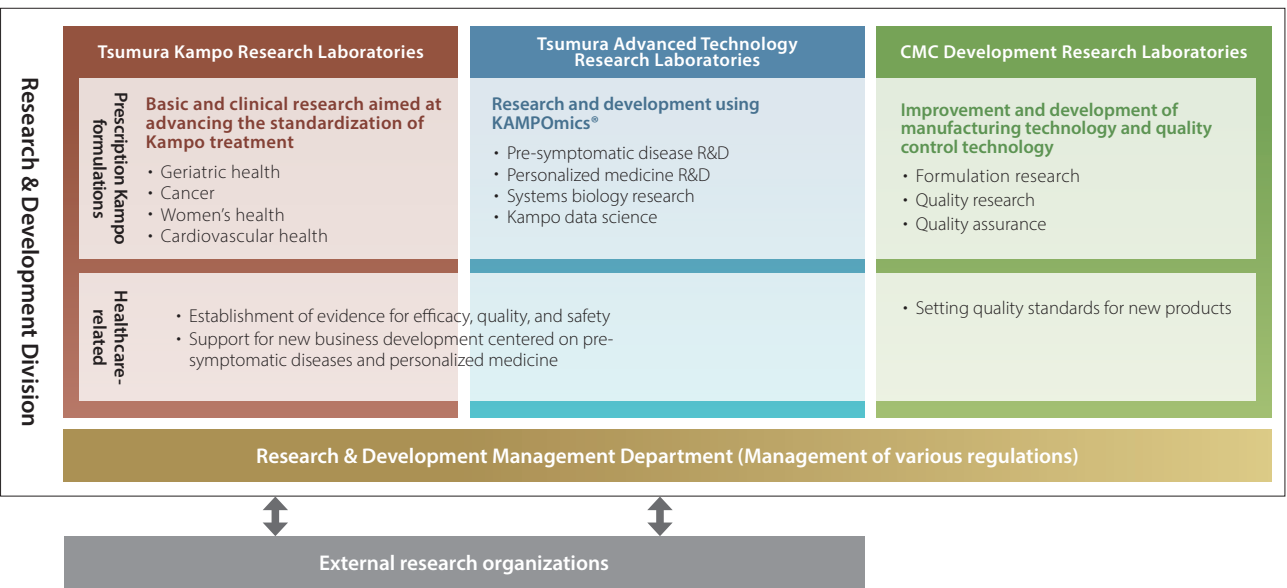 Research & Development Division
Tsumura Kampo Research Laboratories
Prescription Kampo
formulations
Basic and clinical research aimed at
advancing the standardization of
Kampo treatment
・Geriatric health
・Cancer
・Women’s health
・Cardiovascular health
Tsumura Advanced Technology
Research Laboratories
Research and development using
KAMPOmics®
・Pre-symptomatic disease R&D
・Personalized medicine R&D
・Systems biology research
・Kampo data science
CMC Development Research Laboratories
Improvement and development of
manufacturing technology and quality
control technology
・Formulation research
・Quality research
・Quality assurance
Healthcare-
related
・Establishment of evidence for efficacy, quality, and safety
・Support for new business development centered on pre-
symptomatic diseases and personalized medicine
・Setting quality standards for new products
Research & Development Management Department (Management of various regulations)
External research organizations